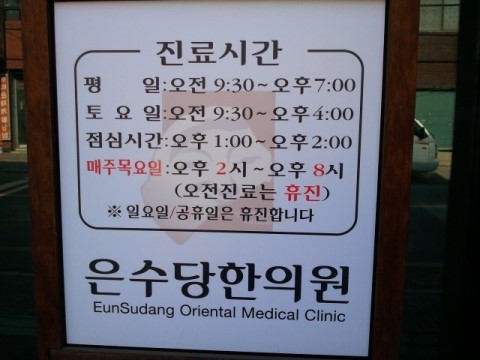 진료시간
평 일:오전 9:30~오후7:00
토 요 일:오전 9:30~오후4:00
점심시간:오후 1:00~오후2:00
매주목요일:오후 2시~오후 8시
(오전진료는 휴진)
※ 일요일/공휴일은 휴진합니다
은수당한의원
EunSudang Oriental Medical Clinic